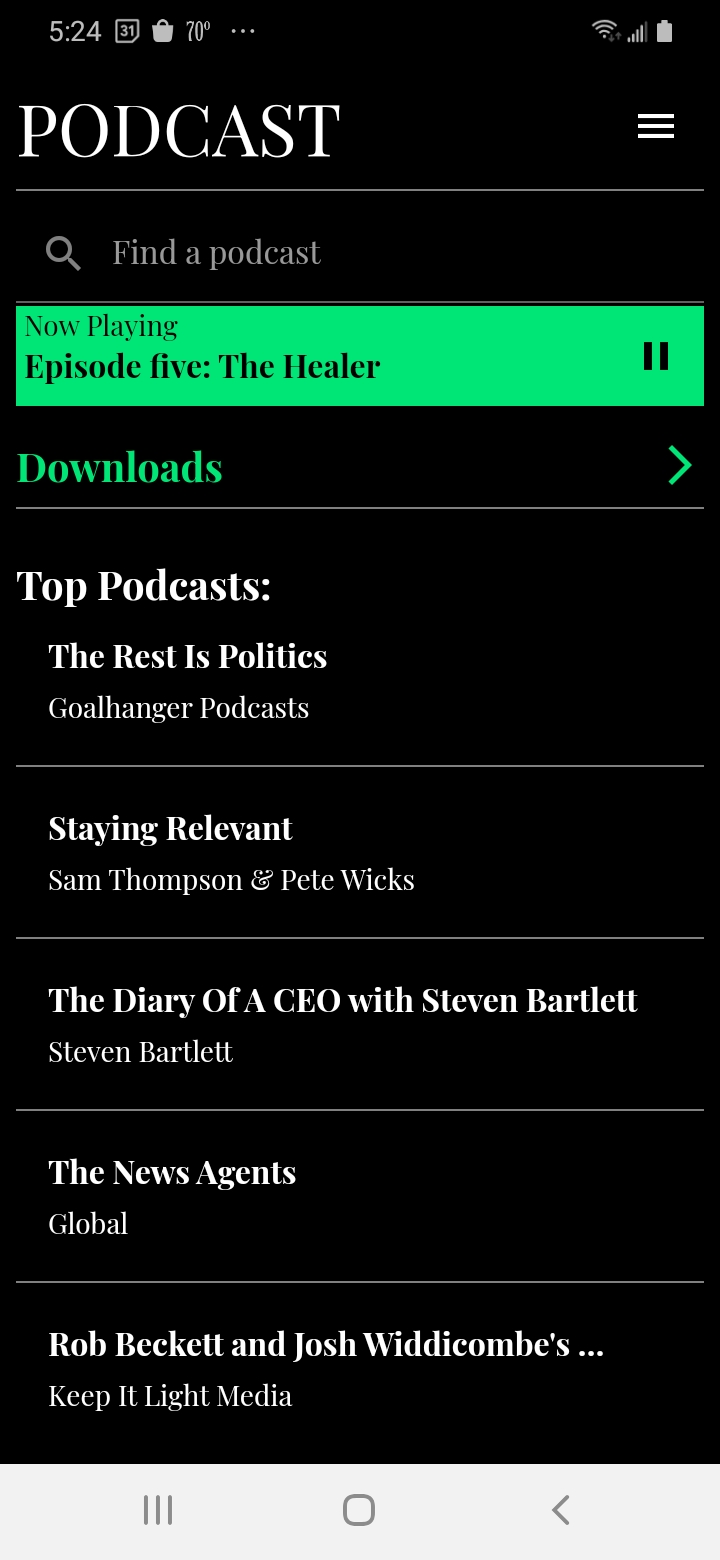 5:24 31 70° ...
PODCAST
Find a podcast
Now Playing
Episode five: The Healer
Downloads
Top Podcasts:
The Rest Is Politics
Goalhanger Podcasts
Staying Relevant
Sam Thompson & Pete Wicks
The Diary Of A CEO with Steven Bartlett
Steven Bartlett
The News Agents
Global
Rob Beckett and Josh Widdicombe's ...
Keep It Light Media